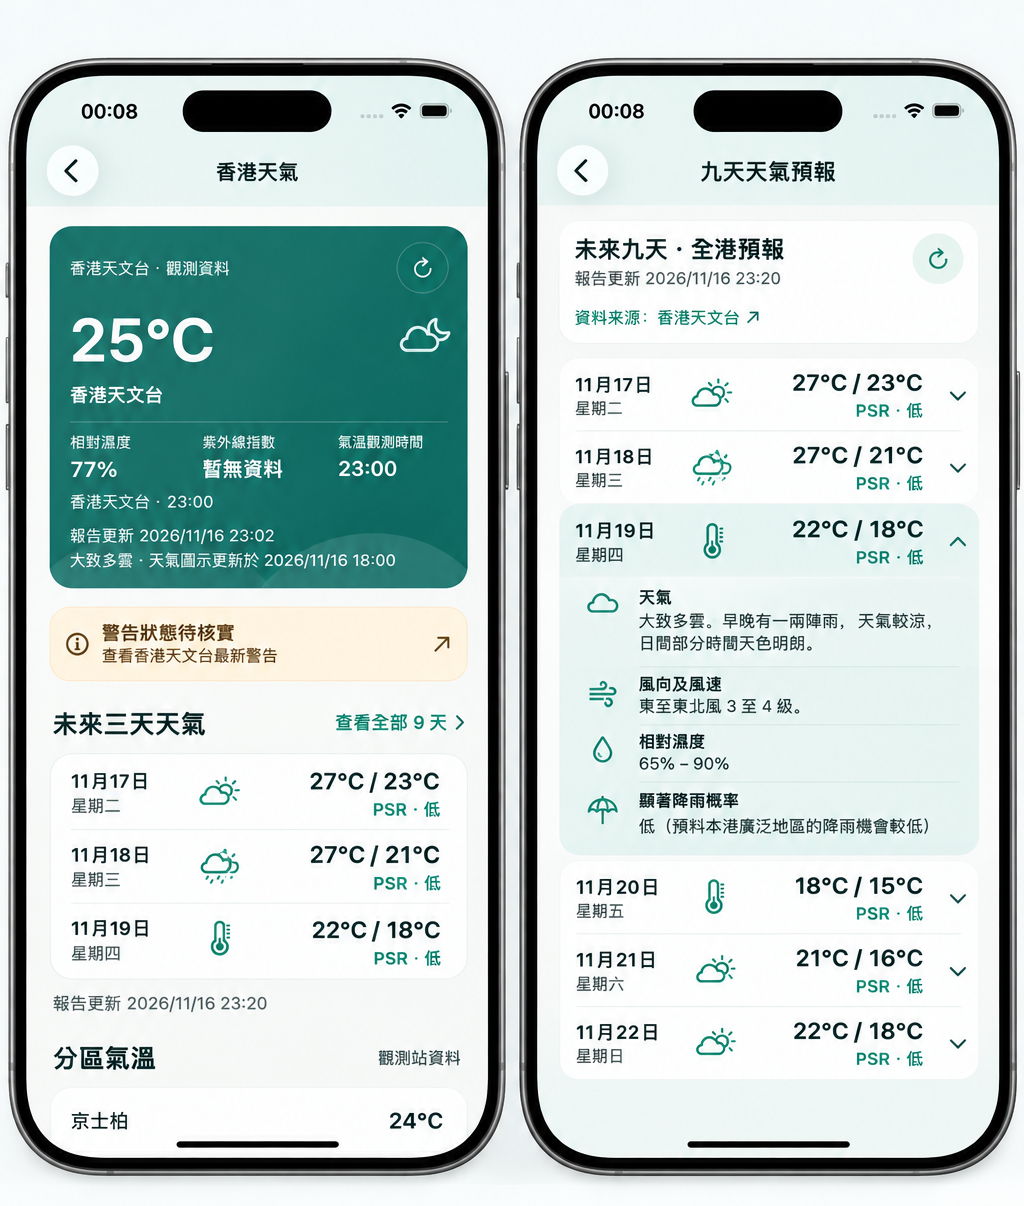 00:08
香港天氣
香港天文台 · 觀測資料
25°C
香港天文台
相對濕度
紫外線指數
氣溫觀測時間
77%
暫無資料
23:00
香港天文台 · 23:00
報告更新 2026/11/16 23:02
大致多雲 · 天氣圖示更新於 2026/11/16 18:00
警告狀態待核實
查看香港天文台最新警告
未來三天天氣
查看全部 9 天
11月17日
27°C / 23°C
星期二
PSR · 低
11月18日
27°C / 21°C
星期三
PSR · 低
11月19日
22°C / 18°C
星期四
PSR · 低
報告更新 2026/11/16 23:20
分區氣溫
觀測站資料
京士柏
24°C
00:08
九天天氣預報
未來九天 · 全港預報
報告更新 2026/11/16 23:20
資料來源：香港天文台
11月17日
27°C / 23°C
星期二
PSR · 低
11月18日
27°C / 21°C
星期三
PSR · 低
11月19日
22°C / 18°C
星期四
PSR · 低
天氣
大致多雲。早晚有一兩陣雨， 天氣較涼，
日間部分時間天色明朗。
風向及風速
東至東北風 3 至 4 級。
相對濕度
65% – 90%
顯著降雨概率
低（預料本港廣泛地區的降雨機會較低）
11月20日
18°C / 15°C
星期五
PSR · 低
11月21日
21°C / 16°C
星期六
PSR · 低
11月22日
22°C / 18°C
星期日
PSR · 低